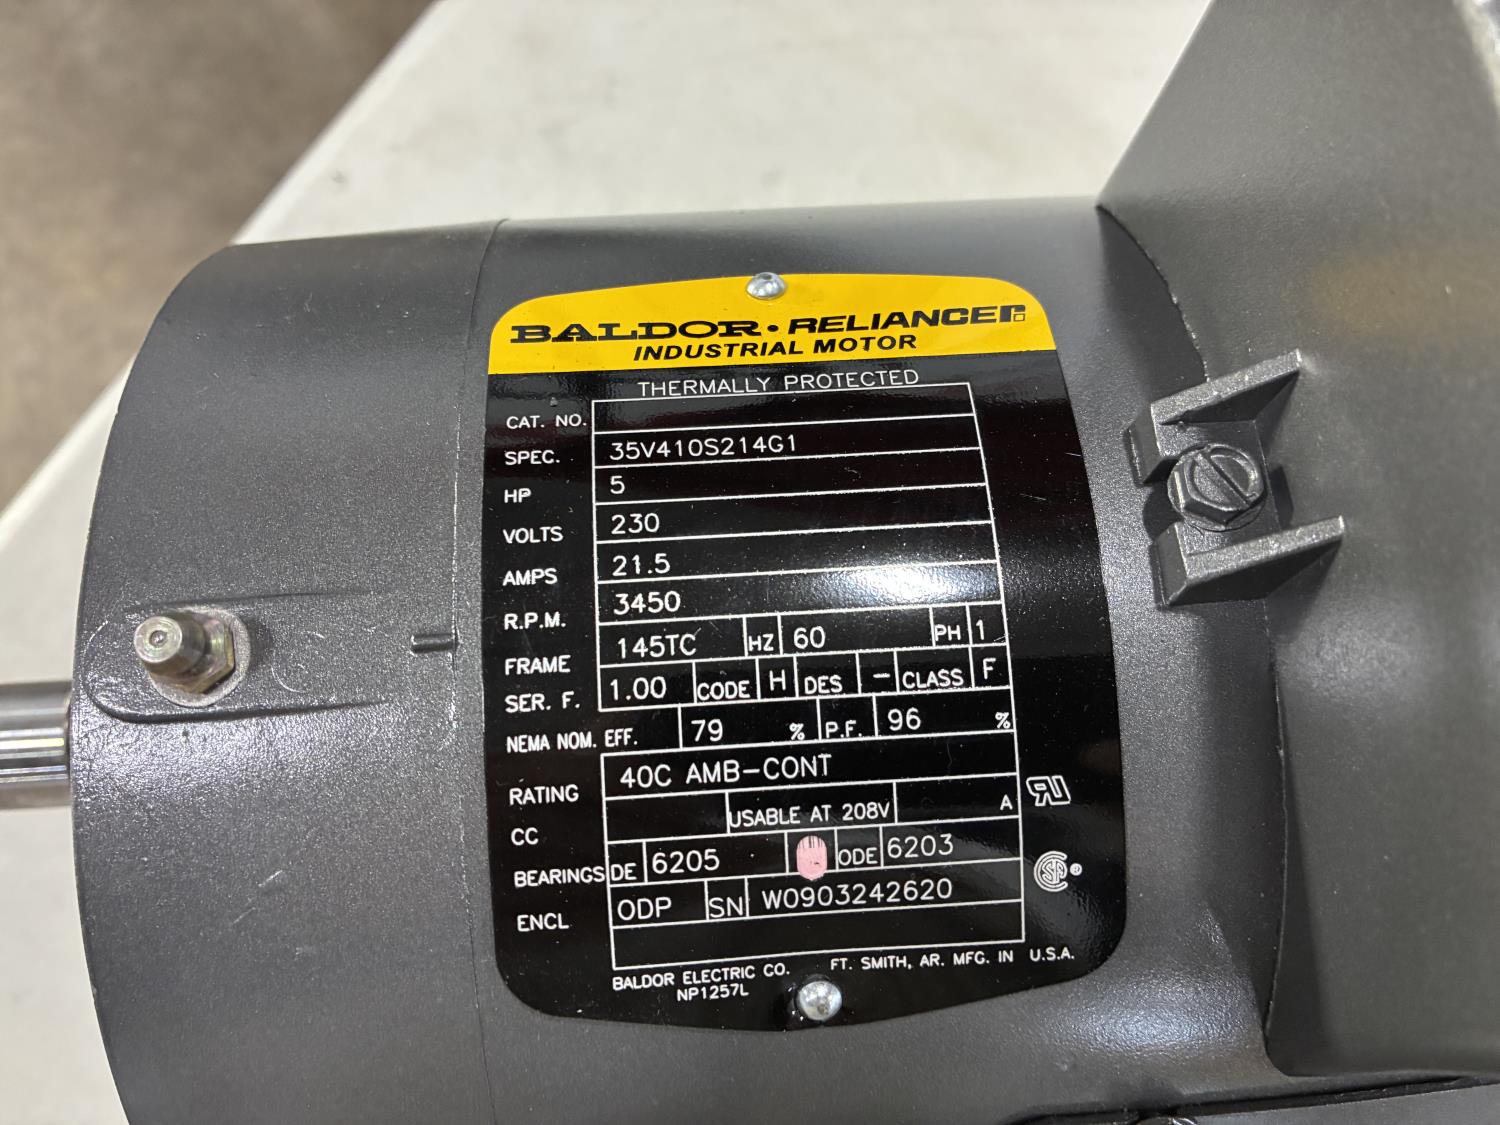 BALDOR • RELIANCER
INDUSTRIAL MOTOR
THERMALLY PROTECTED
CAT. NO.
SPEC. 35V410S214G1
HP 5
VOLTS 230
AMPS 21.5
R.P.M. 3450
FRAME 145TC HZ 60 PH 1
SER. F. 1.00 CODE H DES - CLASS F
NEMA NOM. EFF. 79 % P.F. 96 %
RATING 40C AMB-CONT
CC USABLE AT 208V A
BEARINGS DE 6205 ODE 6203
ENCL ODP SN W0903242620
BALDOR ELECTRIC CO. FT. SMITH, AR. MFG. IN U.S.A.
NP1257L
RU
SA®